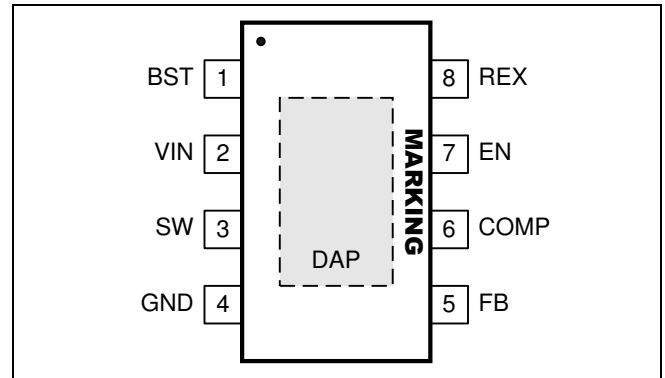 BST 1 8 REX
VIN 2 7 EN
SW 3 6 COMP
GND 4 5 FB
MARKING
DAP